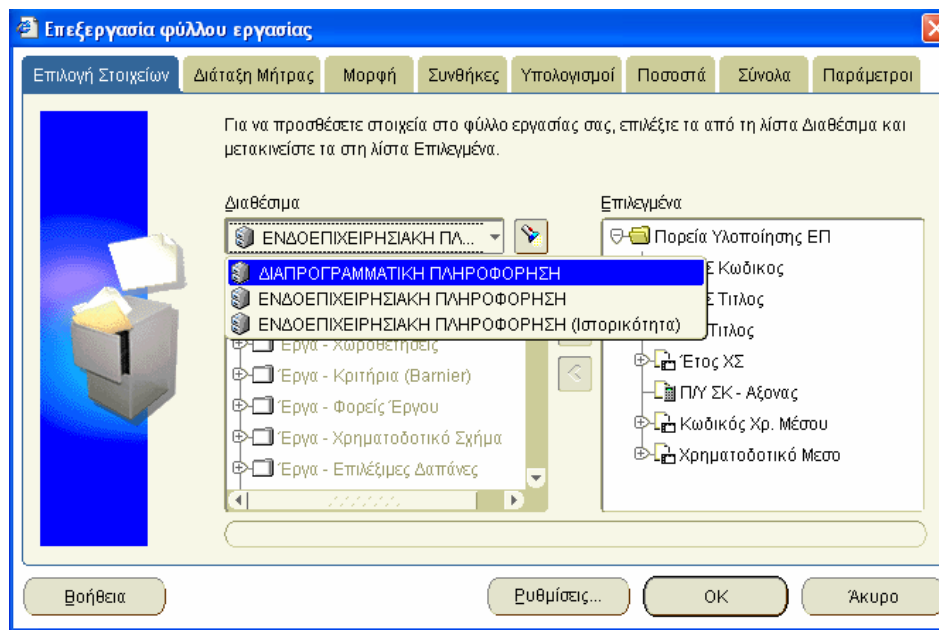 Επεξεργασία φύλλου εργασίας
Επιλογή Στοιχείων Διάταξη Μήτρας Μορφή Συνθήκες Υπολογισμοί Ποσοστά Σύνολα Παράμετροι
Για να προσθέσετε στοιχεία στο φύλλο εργασίας σας, επιλέξτε τα από τη λίστα Διαθέσιμα και
μετακινείστε τα στη λίστα Επιλεγμένα.
Διαθέσιμα
ΕΝΔΟΕΠΙΧΕΙΡΗΣΙΑΚΗ ΠΛ...
ΔΙΑΠΡΟΓΡΑΜΜΑΤΙΚΗ ΠΛΗΡΟΦΟΡΗΣΗ
ΕΝΔΟΕΠΙΧΕΙΡΗΣΙΑΚΗ ΠΛΗΡΟΦΟΡΗΣΗ
ΕΝΔΟΕΠΙΧΕΙΡΗΣΙΑΚΗ ΠΛΗΡΟΦΟΡΗΣΗ (Ιστορικότητα)
Έργα - Χωροθετήσεις
Έργα - Κριτήρια (Barnier)
Έργα - Φορείς Έργου
Έργα - Χρηματοδοτικό Σχήμα
Έργα - Επιλέξιμες Δαπάνες
Επιλεγμένα
Πορεία Υλοποίησης ΕΠ
Σ Κωδικος
Σ Τιτλος
Τιτλος
Έτος ΧΣ
Π/Υ ΣΚ - Αξονας
Κωδικός Χρ. Μέσου
Χρηματοδοτικό Μεσο
Βοήθεια
Ρυθμίσεις...
OK
Άκυρο